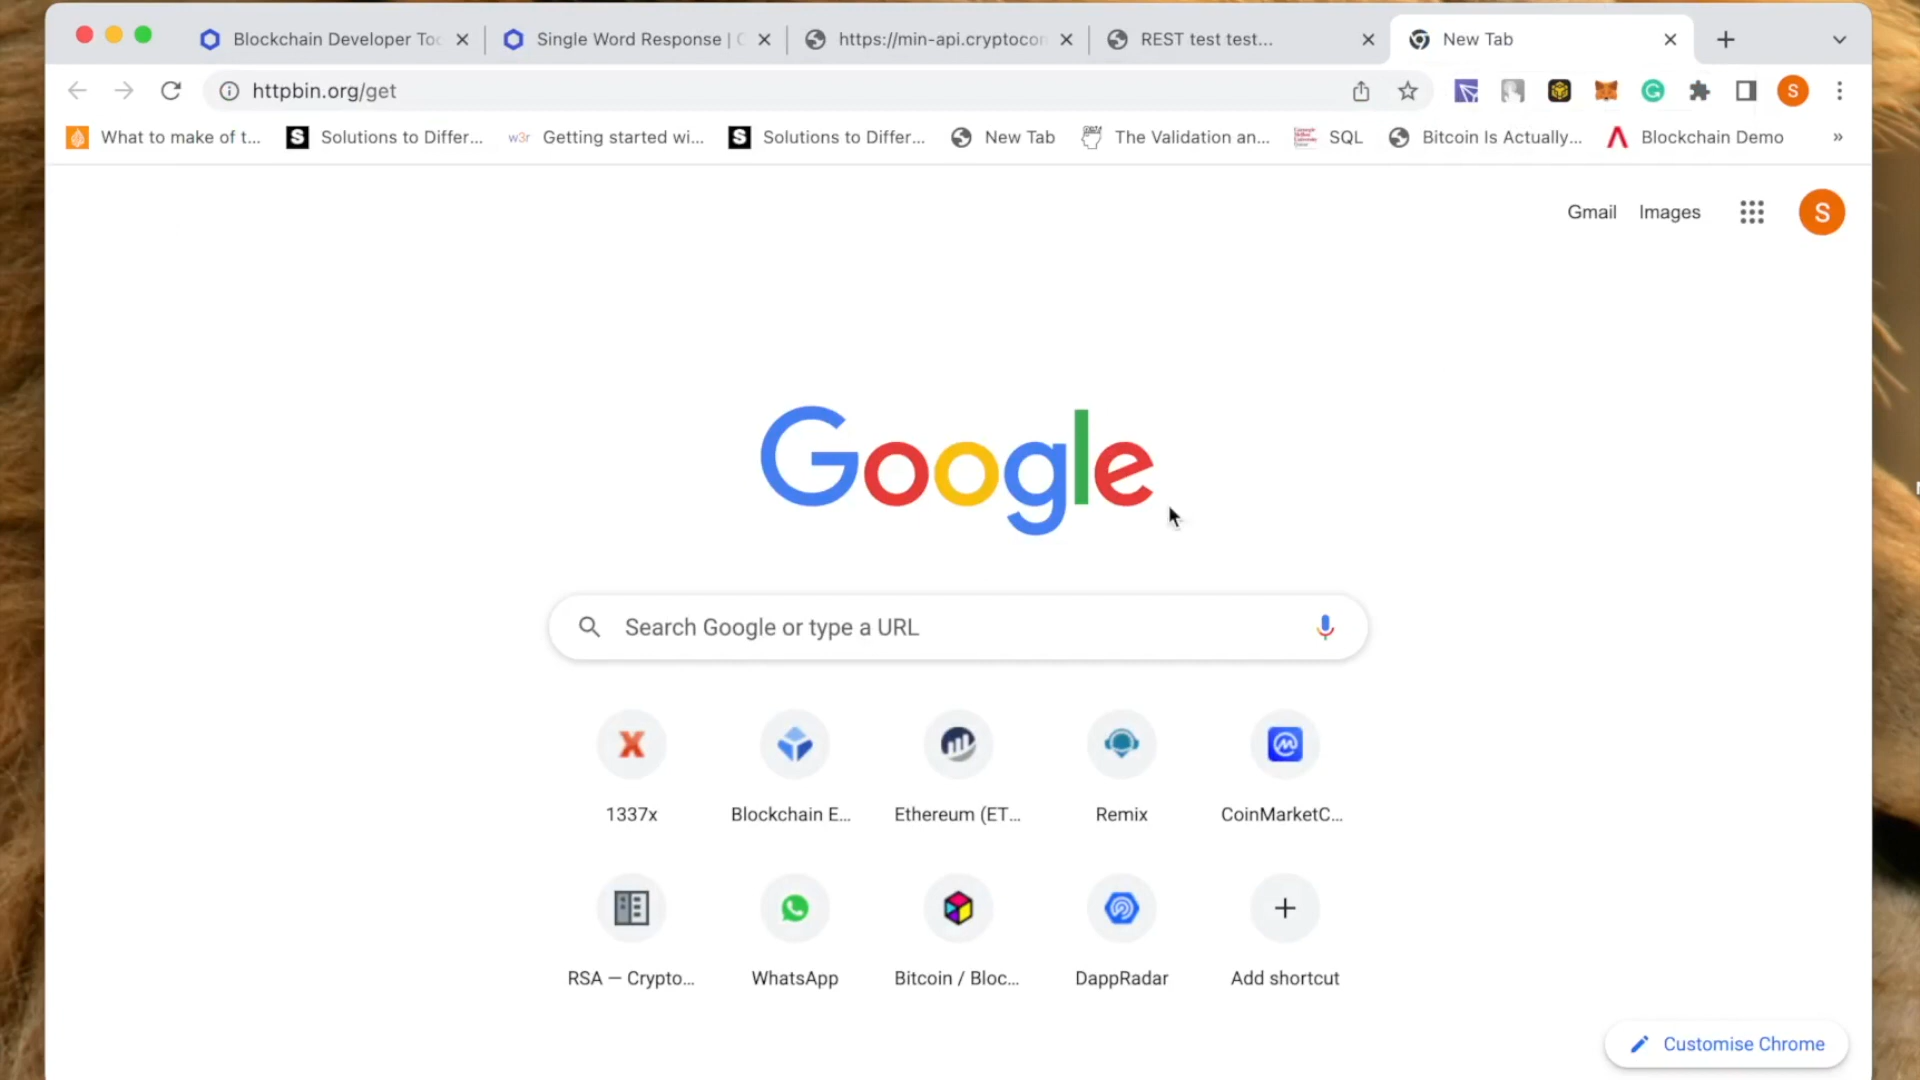 Blockchain Developer Too
Single Word Response | C
https://min-api.cryptocom
REST test test...
New Tab
httpbin.org/get
S
What to make of t...
Solutions to Differ...
w3r Getting started wi...
Solutions to Differ...
New Tab
The Validation an...
SQL
Bitcoin Is Actually,...
Blockchain Demo
»
Gmail
Images
S
Google
Search Google or type a URL
1337x
Blockchain E...
Ethereum (ET...
Remix
CoinMarketC...
RSA — Crypto...
WhatsApp
Bitcoin / Bloc...
DappRadar
Add shortcut
Customise Chrome